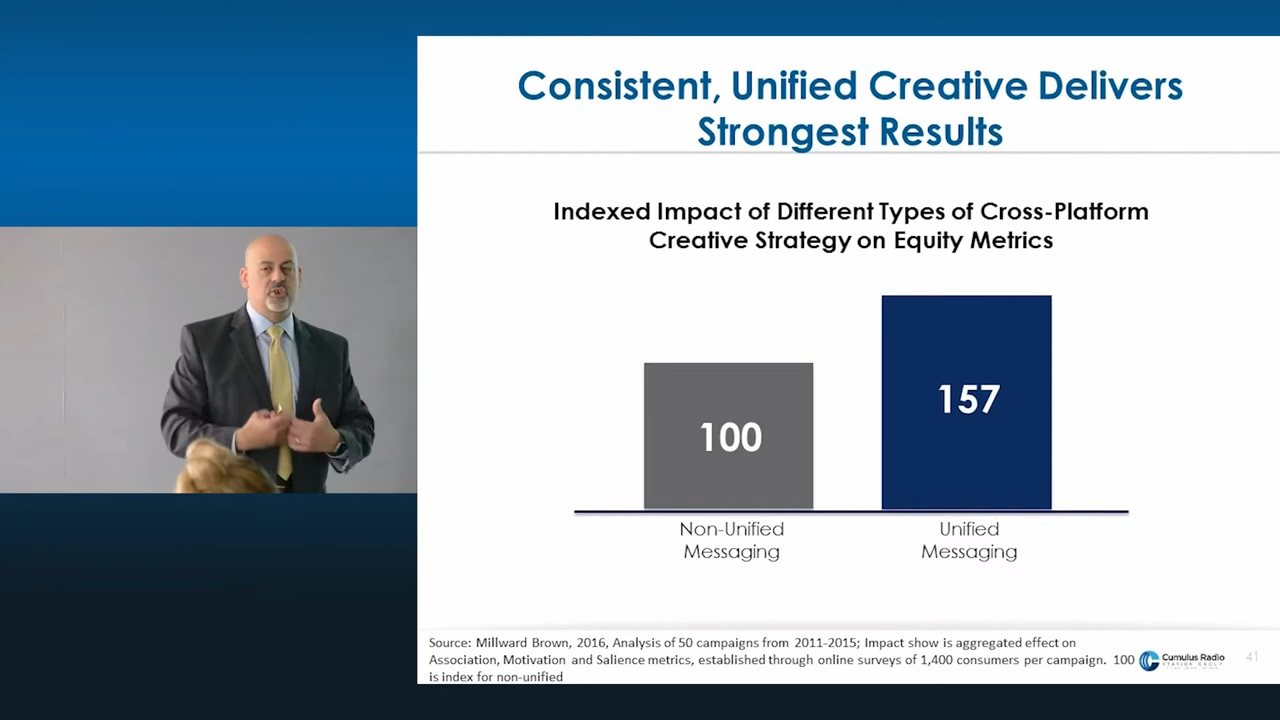 Consistent, Unified Creative Delivers
Strongest Results
Indexed Impact of Different Types of Cross-Platform
Creative Strategy on Equity Metrics
100
157
Non-Unified
Messaging
Unified
Messaging
Source: Millward Brown, 2016, Analysis of 50 campaigns from 2011-2015; Impact show is aggregated effect on
Association, Motivation and Salience metrics, established through online surveys of 1,400 consumers per campaign. 100
is index for non-unified
Cumulus Radio
STATION GROUP
41